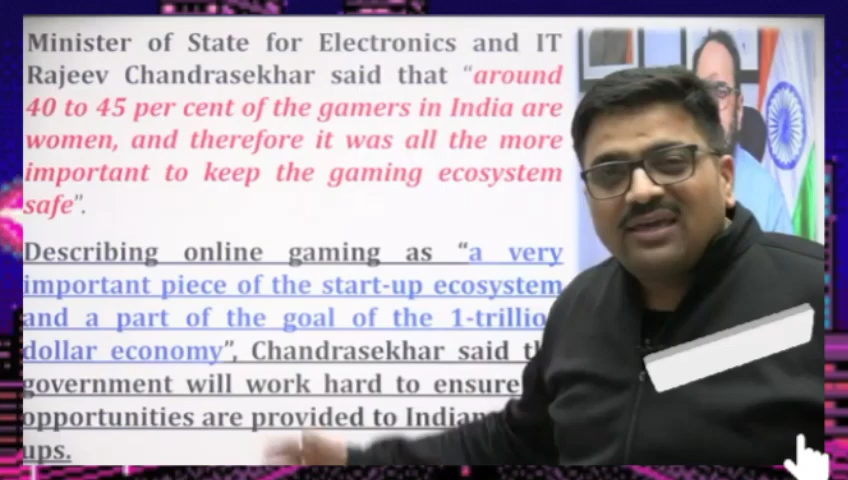 Minister of State for Electronics and IT
Rajeev Chandrasekhar said that “around
40 to 45 per cent of the gamers in India are
women, and therefore it was all the more
important to keep the gaming ecosystem
safe”.
Describing online gaming as “a very
important piece of the start-up ecosystem
and a part of the goal of the 1-trillio
dollar economy”, Chandrasekhar said
government will work hard to ensure
opportunities are provided to India
ups.